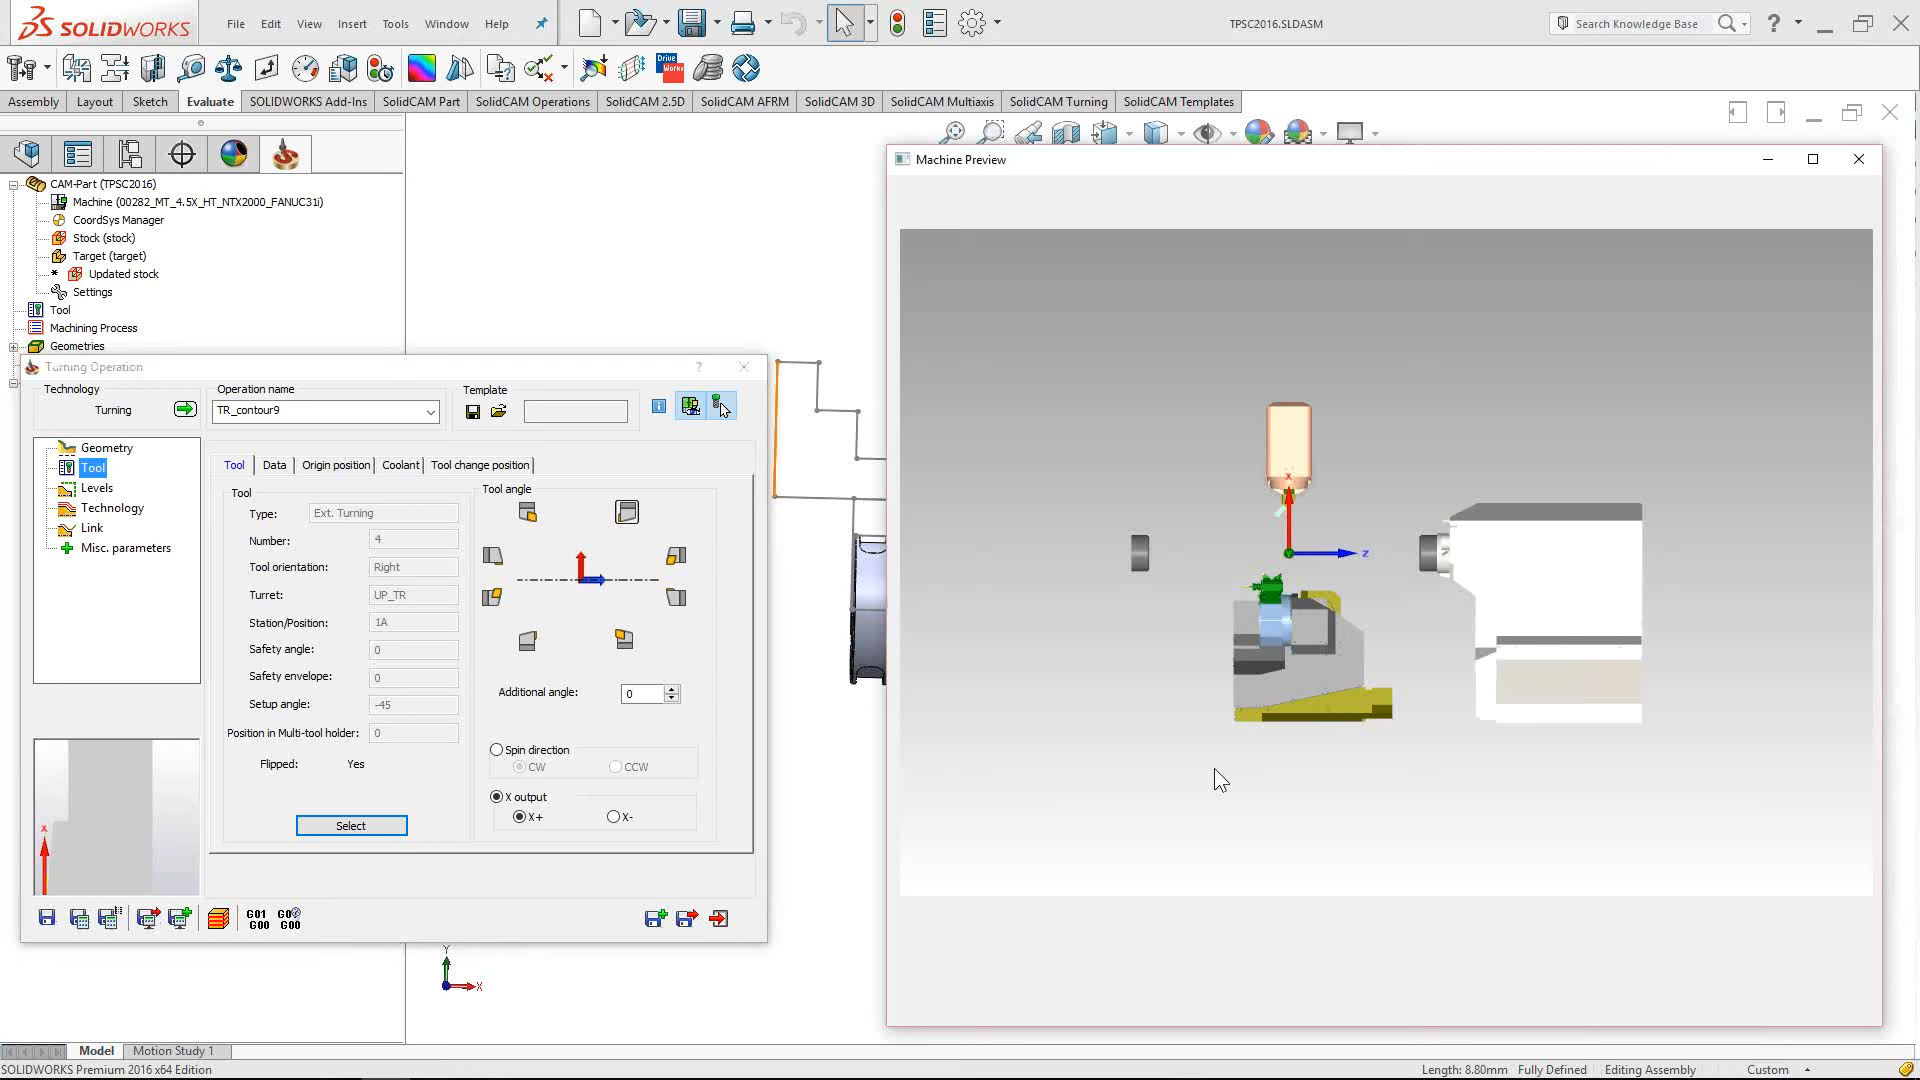 SOLIDWORKS
File Edit View Insert Tools Window Help
TPSC2016.SLDASM
Search Knowledge Base
Drive Works
Assembly Layout Sketch Evaluate SOLIDWORKS Add-Ins SolidCAM Part SolidCAM Operations SolidCAM 2.5D SolidCAM AFRM SolidCAM 3D SolidCAM Multiaxis SolidCAM Turning SolidCAM Templates
CAM-Part (TPSC2016)
Machine (00282_MT_4.5X_HT_NTX2000_FANUC31i)
CoordSys Manager
Stock (stock)
Target (target)
* Updated stock
Settings
Tool
Machining Process
Geometries
Turning Operation ?
Technology
Turning
Operation name
TR_contour9
Template
Geometry
Tool
Levels
Technology
Link
Misc. parameters
Tool Data Origin position Coolant Tool change position
Tool
Type: Ext. Turning
Number: 4
Tool orientation: Right
Turret: UP_TR
Station/Position: 1A
Safety angle: 0
Safety envelope: 0
Setup angle: -45
Position in Multi-tool holder: 0
Flipped: Yes
Select
Tool angle
Additional angle: 0
Spin direction
CW CCW
X output
X+ X-
x
G01 G00
G00 G00
Machine Preview
x
z
Y
X
Model Motion Study 1
SOLIDWORKS Premium 2016 x64 Edition
Length: 8.80mm Fully Defined Editing Assembly Custom